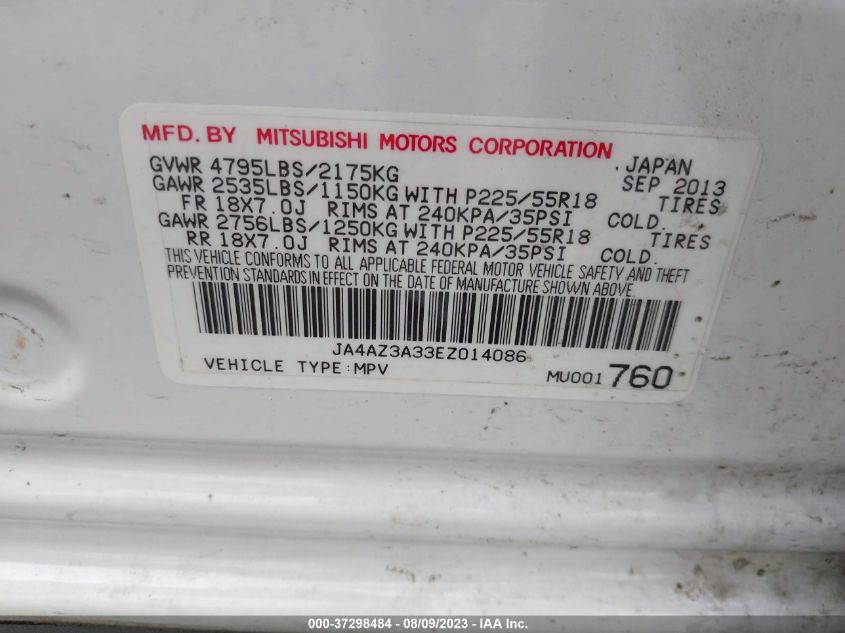 MFD. BY MITSUBISHI MOTORS CORPORATION
JAPAN
GVWR 4795LBS/2175KG SEP 2013
GAWR 2535LBS/1150KG WITH P225/55R18 TIRES
FR 18X7.0J RIMS AT 240KPA/35PSI COLD.
GAWR 2756LBS/1250KG WITH P225/55R18 TIRES
RR 18X7.0J RIMS AT 240KPA/35PSI COLD.
THIS VEHICLE CONFORMS TO ALL APPLICABLE FEDERAL MOTOR VEHICLE SAFETY AND THEFT
PREVENTION STANDARDS IN EFFECT ON THE DATE OF MANUFACTURE SHOWN ABOVE.
JA4AZ3A33EZ014086
VEHICLE TYPE:MPV MU001 760
000-37298484 - 08/09/2023 - IAA Inc.